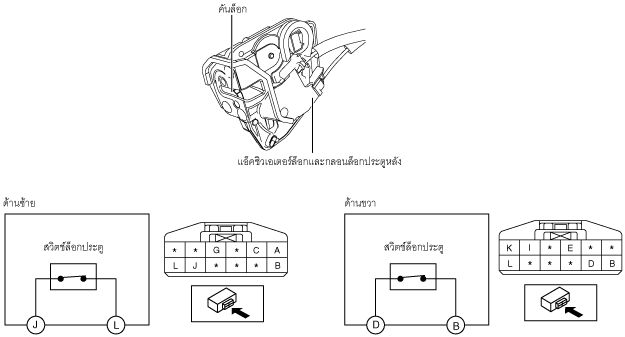 คันล็อก
แอ็คชิวเอเตอร์ล็อกและกลอนล็อกประตูหลัง
ด้านซ้าย
สวิตช์ล็อกประตู
J L
* * G * C A
L J * * * B
ด้านขวา
สวิตช์ล็อกประตู
D B
K I * E * *
L * * * D B